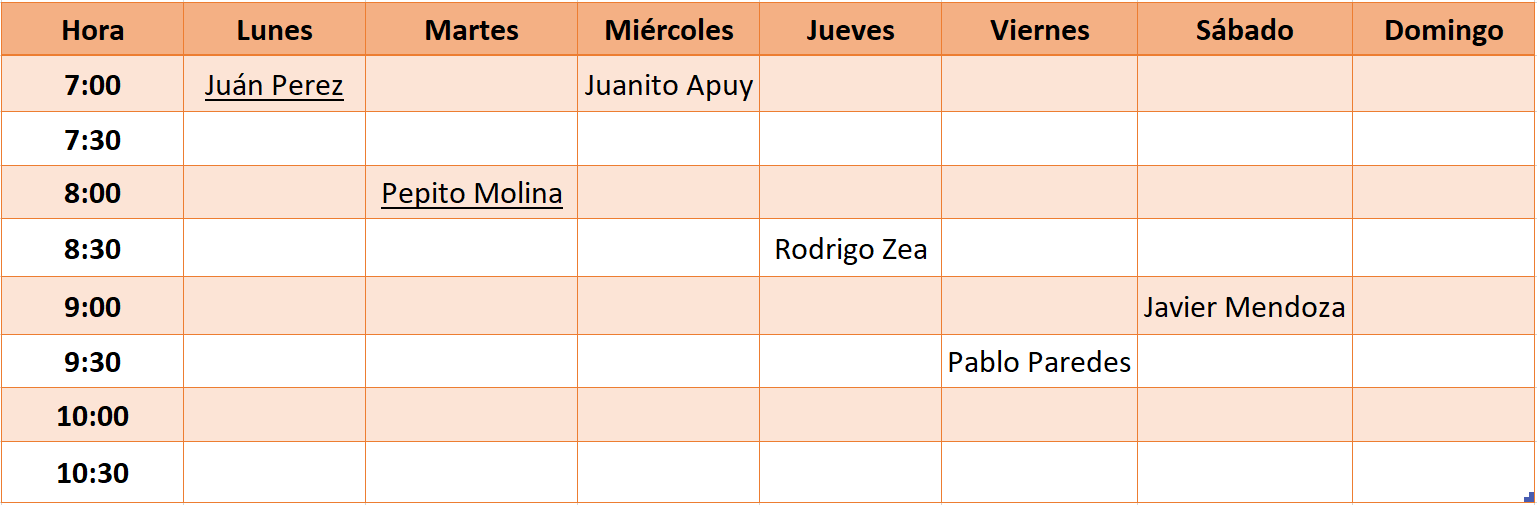 Hora Lunes Martes Miércoles Jueves Viernes Sábado Domingo
7:00 Juán Perez Juanito Apuy
7:30
8:00 Pepito Molina
8:30 Rodrigo Zea
9:00 Javier Mendoza
9:30 Pablo Paredes
10:00
10:30